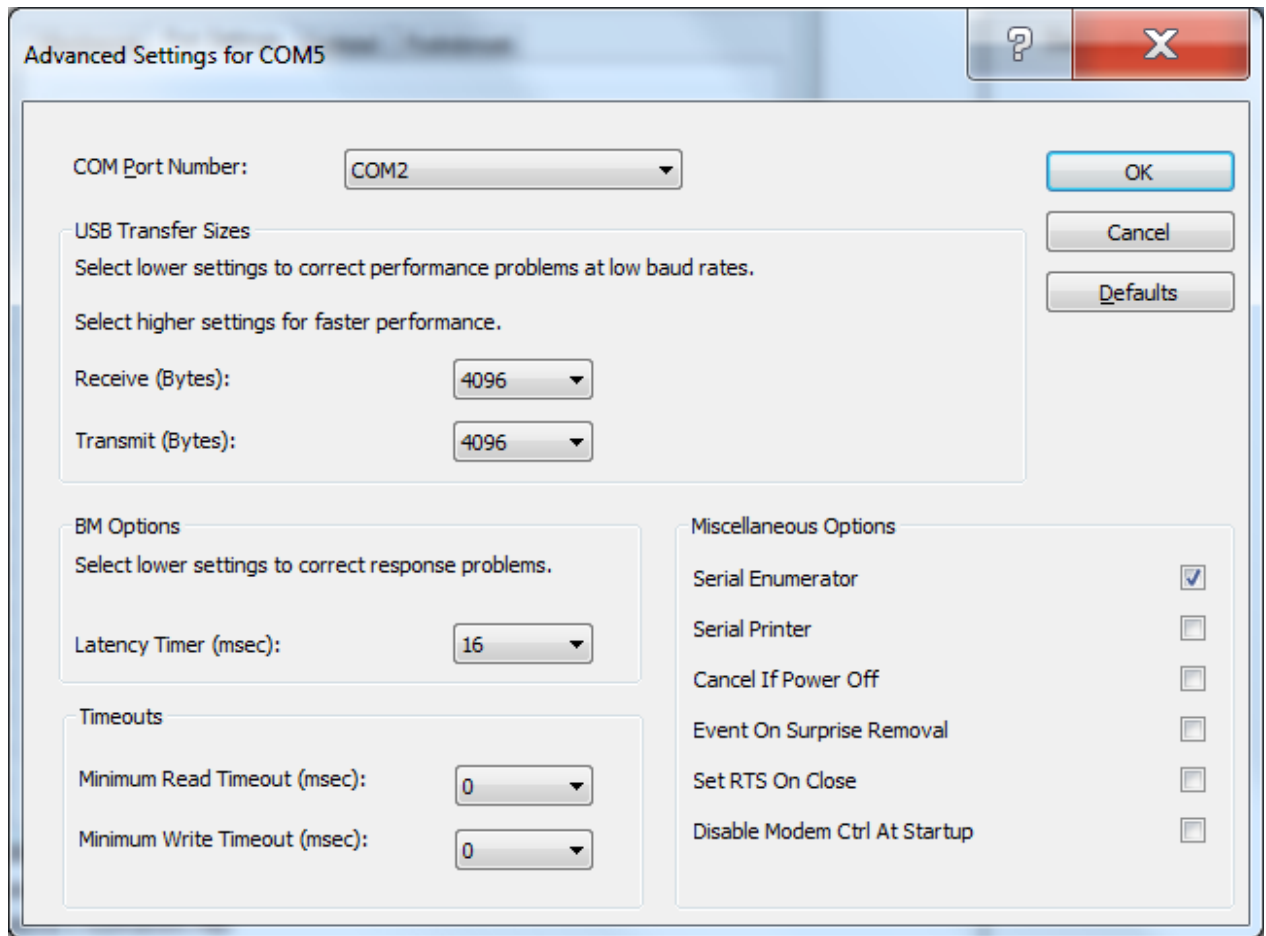 Advanced Settings for COM5
COM Port Number: COM2
OK
USB Transfer Sizes
Cancel
Select lower settings to correct performance problems at low baud rates.
Defaults
Select higher settings for faster performance.
Receive (Bytes): 4096
Transmit (Bytes): 4096
BM Options
Select lower settings to correct response problems.
Latency Timer (msec): 16
Timeouts
Minimum Read Timeout (msec): 0
Minimum Write Timeout (msec): 0
Miscellaneous Options
Serial Enumerator
Serial Printer
Cancel If Power Off
Event On Surprise Removal
Set RTS On Close
Disable Modem Ctrl At Startup